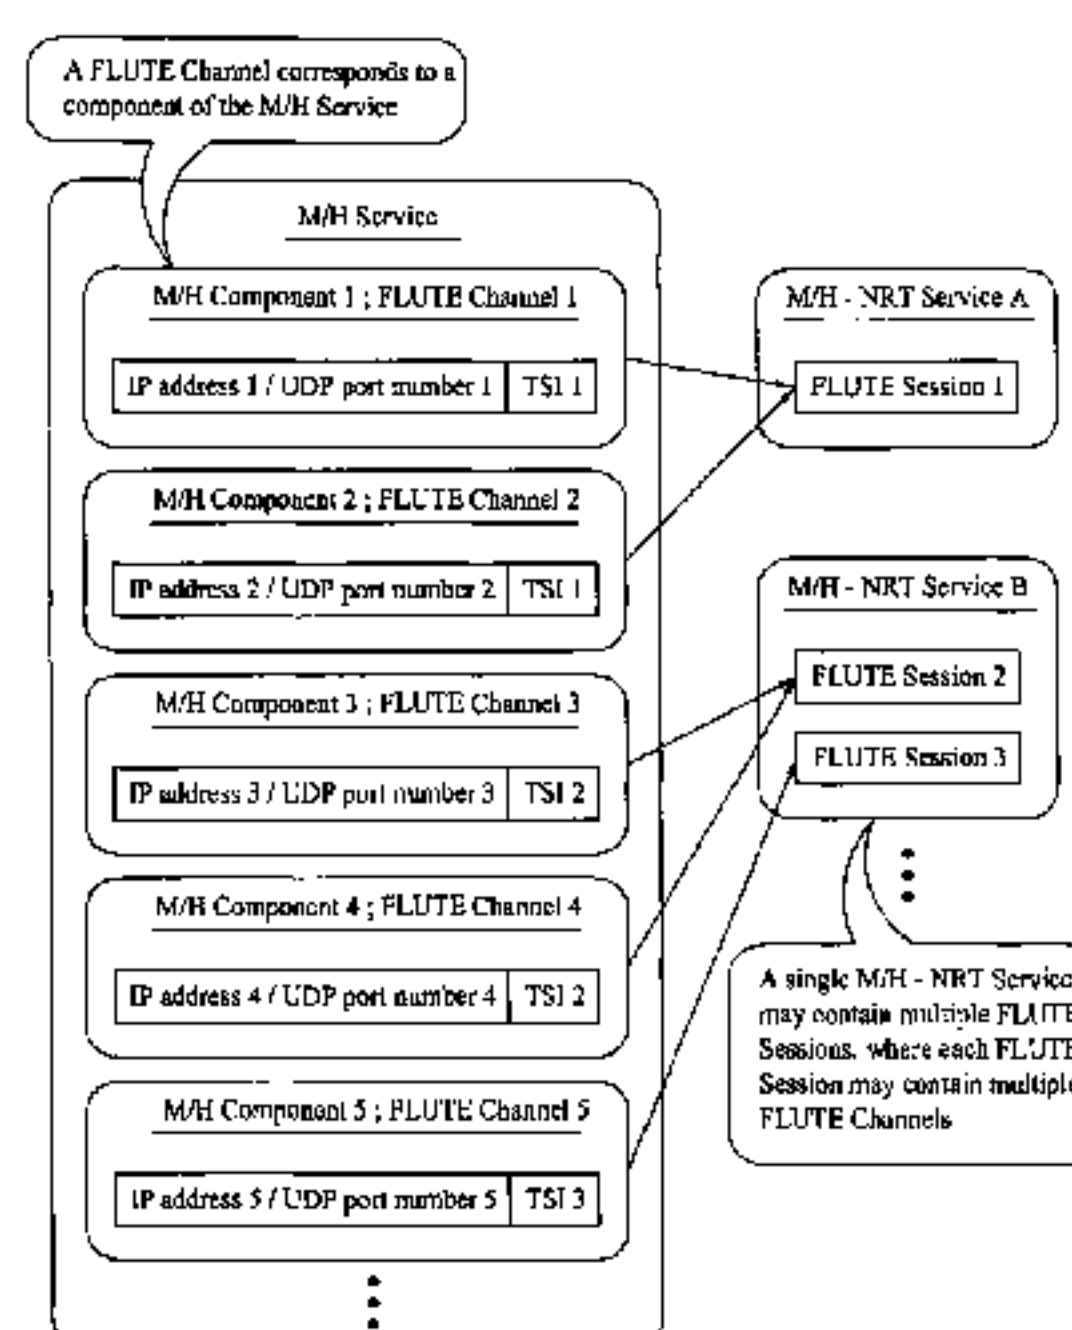 A FLUTE Channel corresponds to a
component of the M/H Service
M/H Service
M/H Component 1 ; FLUTE Channel 1
IP address 1 / UDP port number 1 TSI 1
M/H Component 2 ; FLUTE Channel 2
IP address 2 / UDP port number 2 TSI 1
M/H Component 3 ; FLUTE Channel 3
IP address 3 / UDP port number 3 TSI 2
M/H Component 4 ; FLUTE Channel 4
IP address 4 / UDP port number 4 TSI 2
M/H Component 5 ; FLUTE Channel 5
IP address 5 / UDP port number 5 TSI 3
M/H - NRT Service A
FLUTE Session 1
M/H - NRT Service B
FLUTE Session 2
FLUTE Session 3
A single M/H - NRT Service
may contain multiple FLUTE
Sessions, where each FLUTE
Session may contain multiple
FLUTE Channels